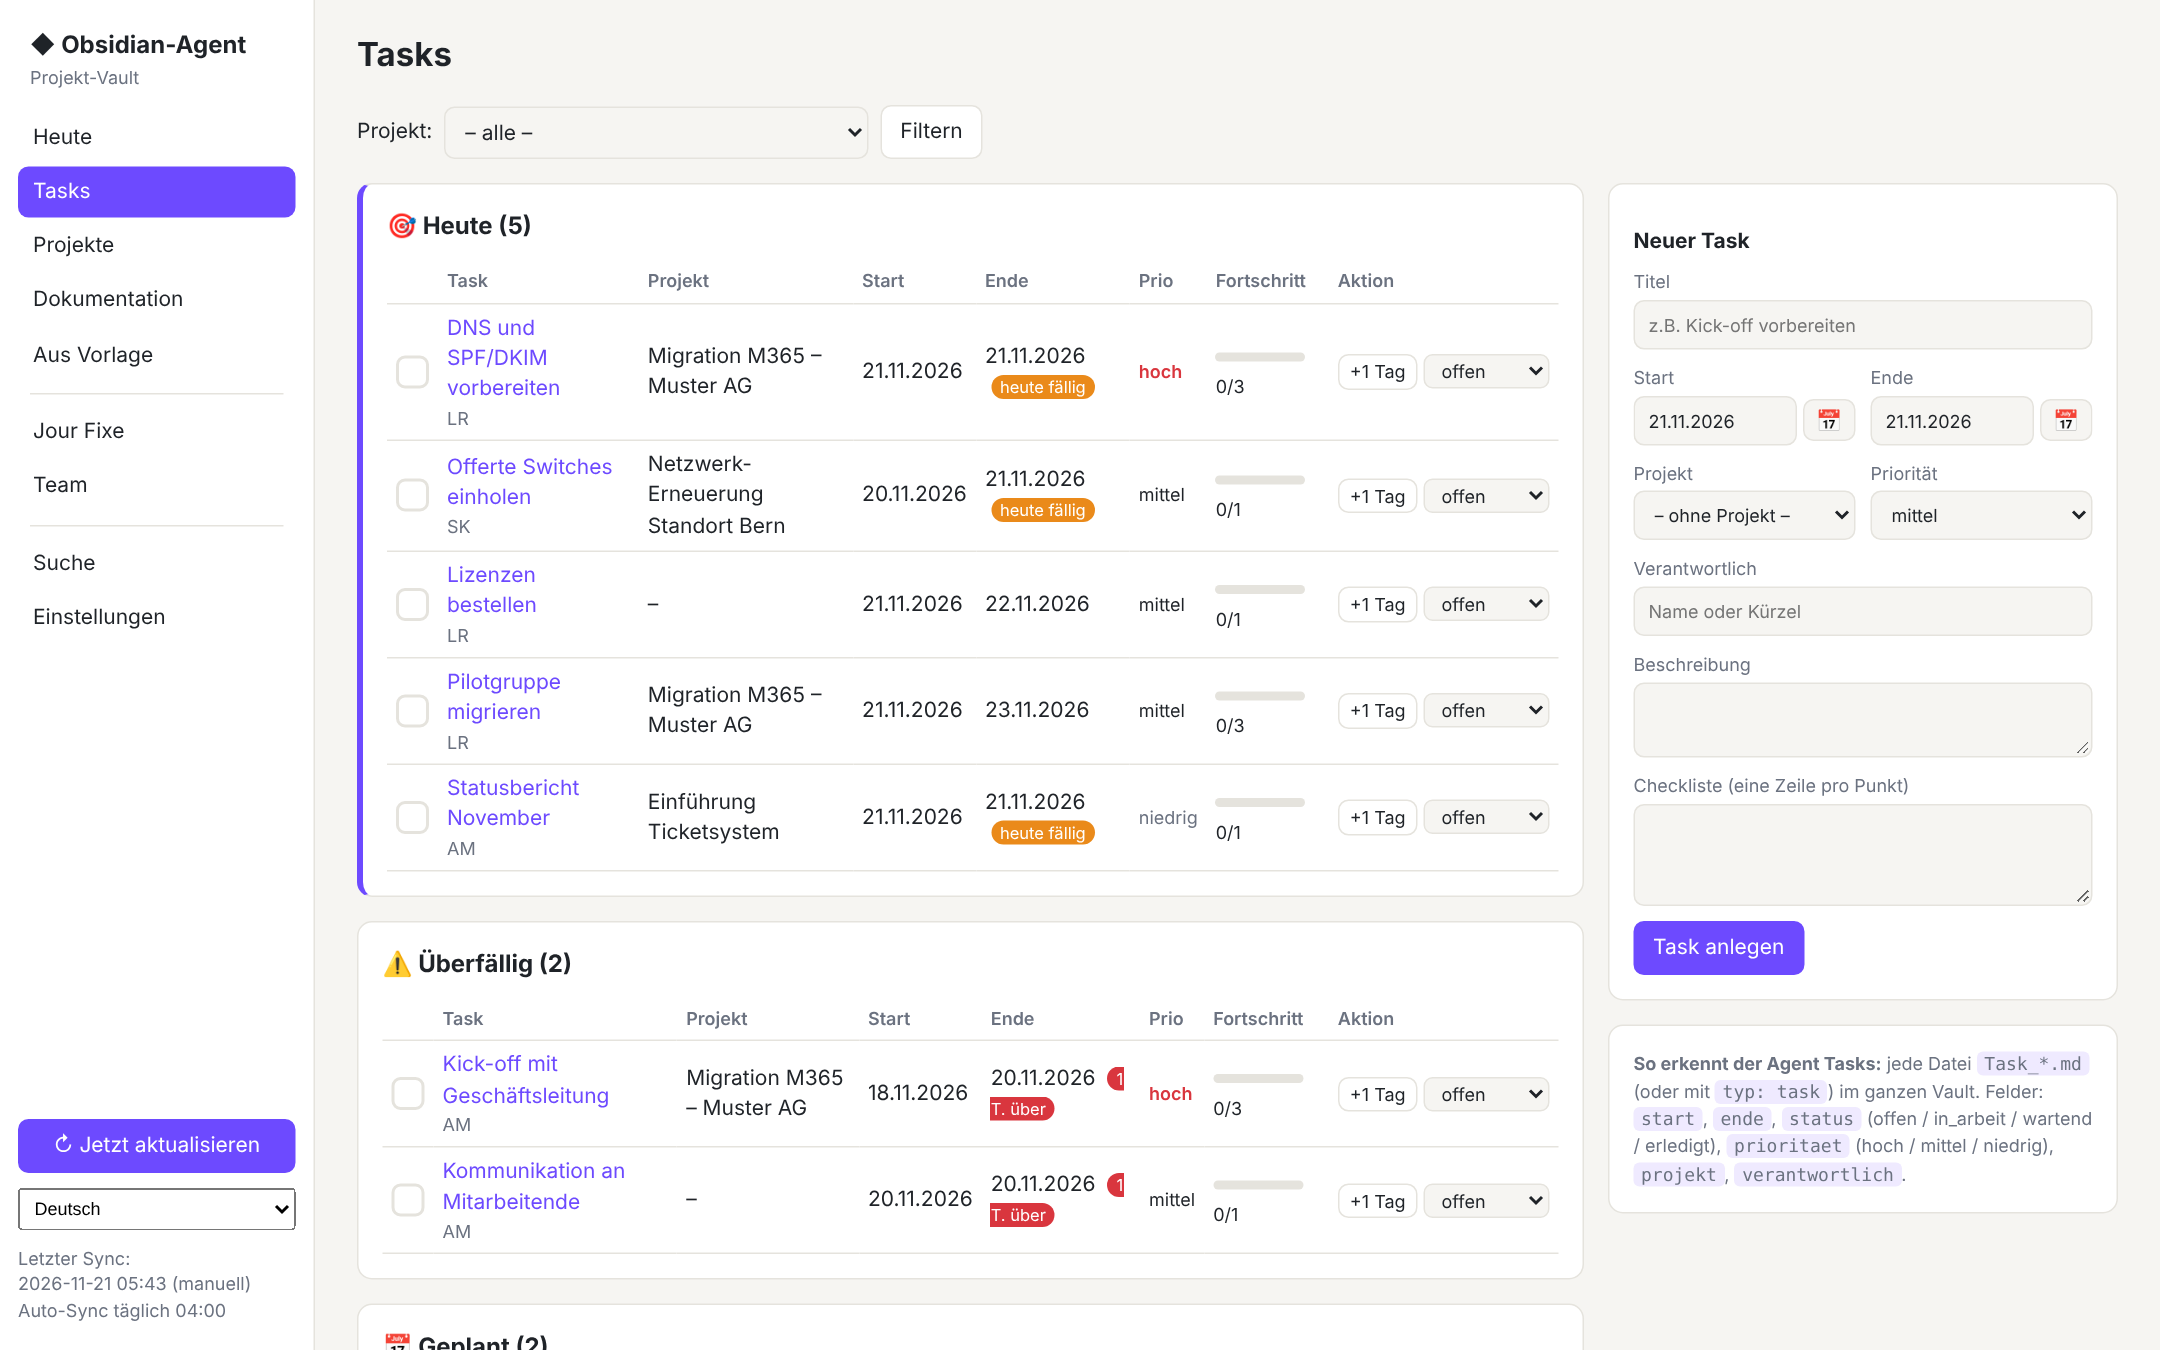 ◆ Obsidian-Agent
Projekt-Vault
Heute
Tasks
Projekte
Dokumentation
Aus Vorlage
Jour Fixe
Team
Suche
Einstellungen
↻ Jetzt aktualisieren
Deutsch
Letzter Sync:
2026-11-21 05:43 (manuell)
Auto-Sync täglich 04:00
Tasks
Projekt: – alle – Filtern
🎯 Heute (5)
Task Projekt Start Ende Prio Fortschritt Aktion
DNS und
SPF/DKIM
vorbereiten
LR
Migration M365 –
Muster AG
21.11.2026
21.11.2026
heute fällig
hoch
0/3
+1 Tag
offen
Offerte Switches
einholen
SK
Netzwerk-
Erneuerung
Standort Bern
20.11.2026
21.11.2026
heute fällig
mittel
0/1
+1 Tag
offen
Lizenzen
bestellen
LR
–
21.11.2026
22.11.2026
mittel
0/1
+1 Tag
offen
Pilotgruppe
migrieren
LR
Migration M365 –
Muster AG
21.11.2026
23.11.2026
mittel
0/3
+1 Tag
offen
Statusbericht
November
AM
Einführung
Ticketsystem
21.11.2026
21.11.2026
heute fällig
niedrig
0/1
+1 Tag
offen
⚠️ Überfällig (2)
Task Projekt Start Ende Prio Fortschritt Aktion
Kick-off mit
Geschäftsleitung
AM
Migration M365
– Muster AG
18.11.2026
20.11.2026 1
T. über
hoch
0/3
+1 Tag
offen
Kommunikation an
Mitarbeitende
AM
–
20.11.2026
20.11.2026 1
T. über
mittel
0/1
+1 Tag
offen
📅 Geplant (2)
Neuer Task
Titel
z.B. Kick-off vorbereiten
Start Ende
21.11.2026 21.11.2026
Projekt Priorität
– ohne Projekt – mittel
Verantwortlich
Name oder Kürzel
Beschreibung
Checkliste (eine Zeile pro Punkt)
Task anlegen
So erkennt der Agent Tasks: jede Datei Task_*.md
(oder mit typ: task) im ganzen Vault. Felder:
start, ende, status (offen / in_arbeit / wartend
/ erledigt), prioritaet (hoch / mittel / niedrig),
projekt, verantwortlich.